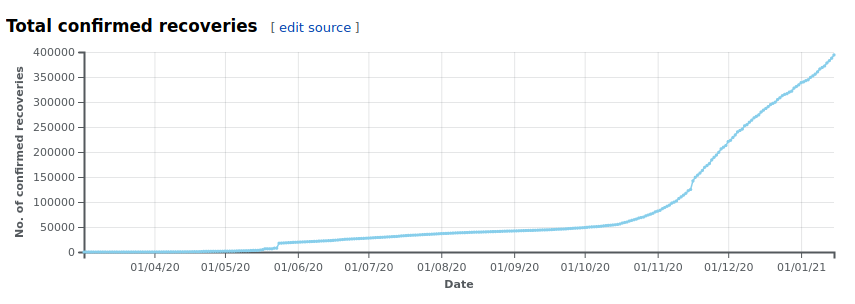 Total confirmed recoveries [ edit source ]
400000
350000
300000
250000
200000
150000
100000
50000
0
No. of confirmed recoveries
01/04/20 01/05/20 01/06/20 01/07/20 01/08/20 01/09/20 01/10/20 01/11/20 01/12/20 01/01/21
Date